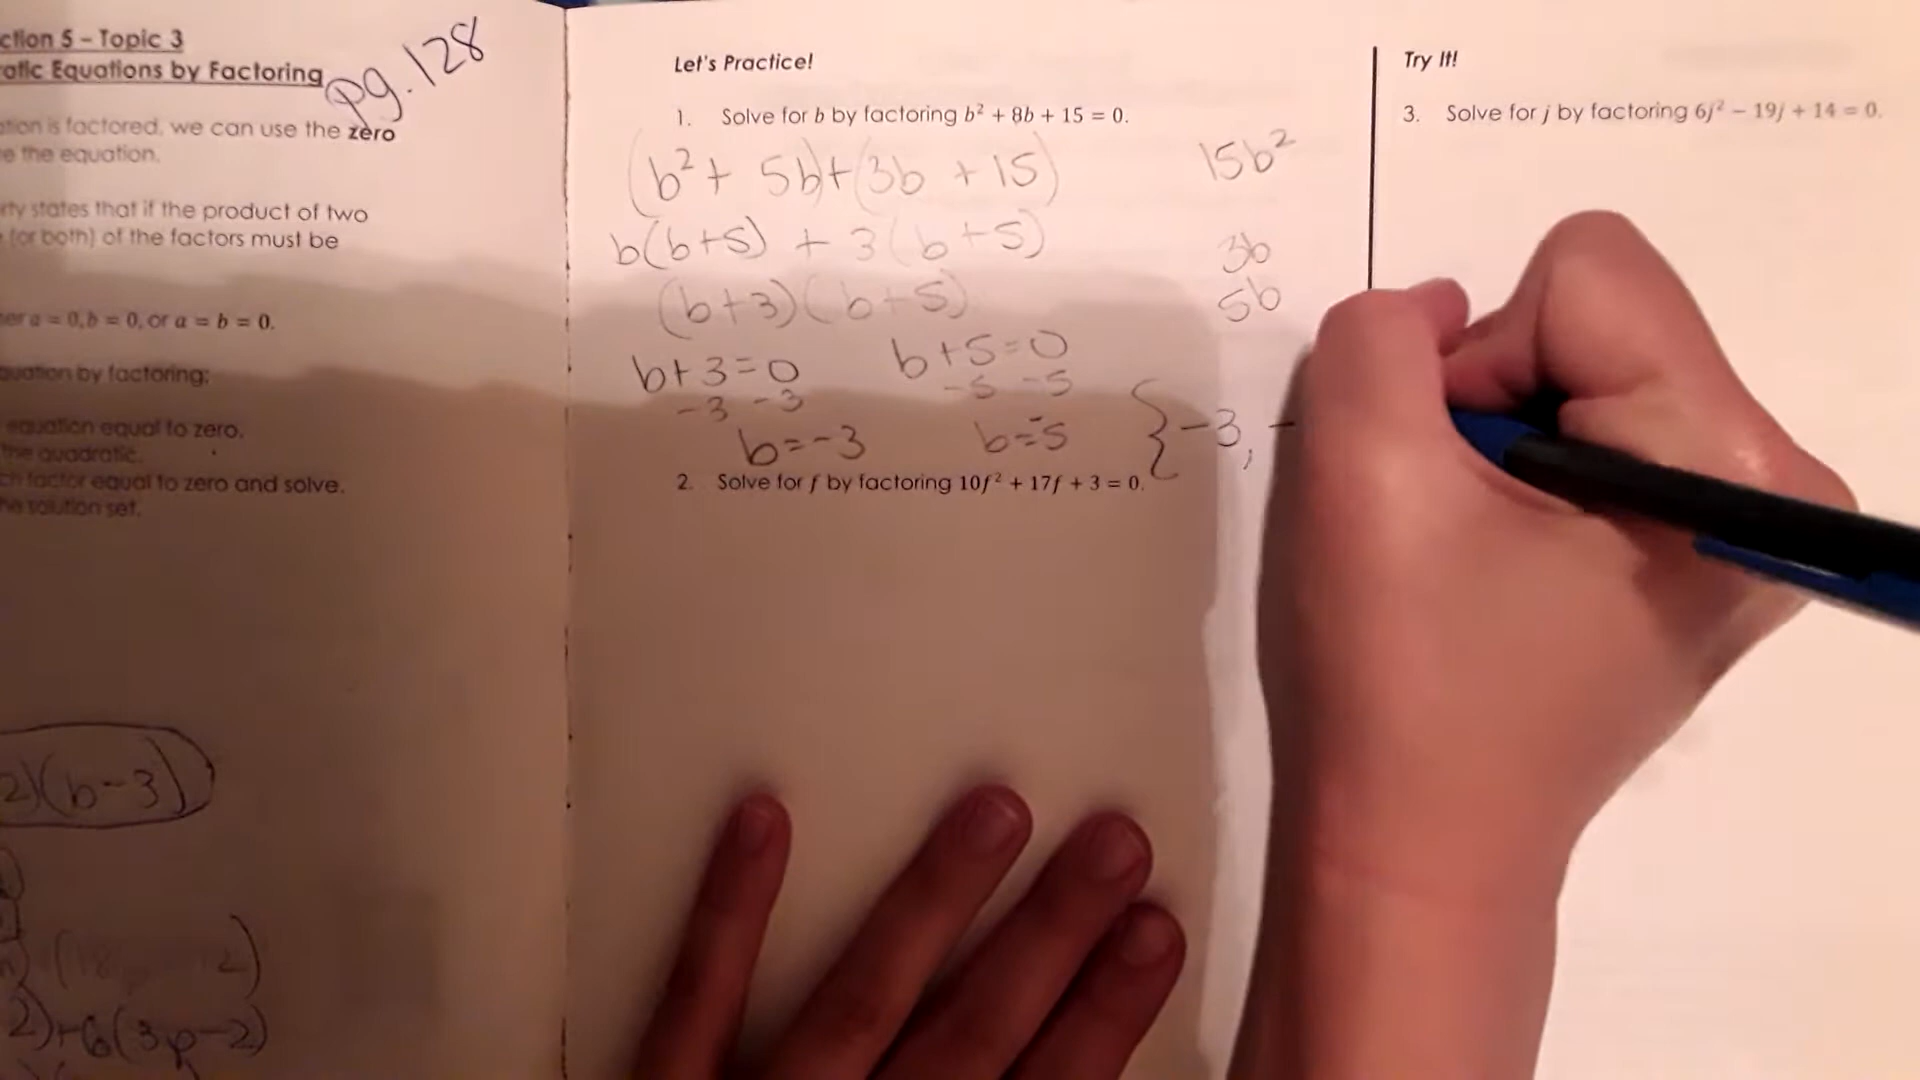 ction 5 – Topic 3
atic Equations by Factoring
pg. 128
ation is factored, we can use the zero
e the equation.
rty states that if the product of two
(or both) of the factors must be
her a = 0, b = 0, or a = b = 0.
quation by factoring:
equation equal to zero.
the quadratic.
ch factor equal to zero and solve.
he solution set.
2)(b-3)
2)+6(3p-2)
Let's Practice!
1. Solve for b by factoring b² + 8b + 15 = 0.
(b² + 5b)+(3b + 15)
15b²
b(b+5) + 3(b+5)
3b
(b+3)(b+5)
5b
b+3=0 b+5=0
-3 -3 -5 -5
b=-3 b=-5 {-3, -
2. Solve for f by factoring 10f² + 17f + 3 = 0.
Try It!
3. Solve for j by factoring 6j² − 19j + 14 = 0.